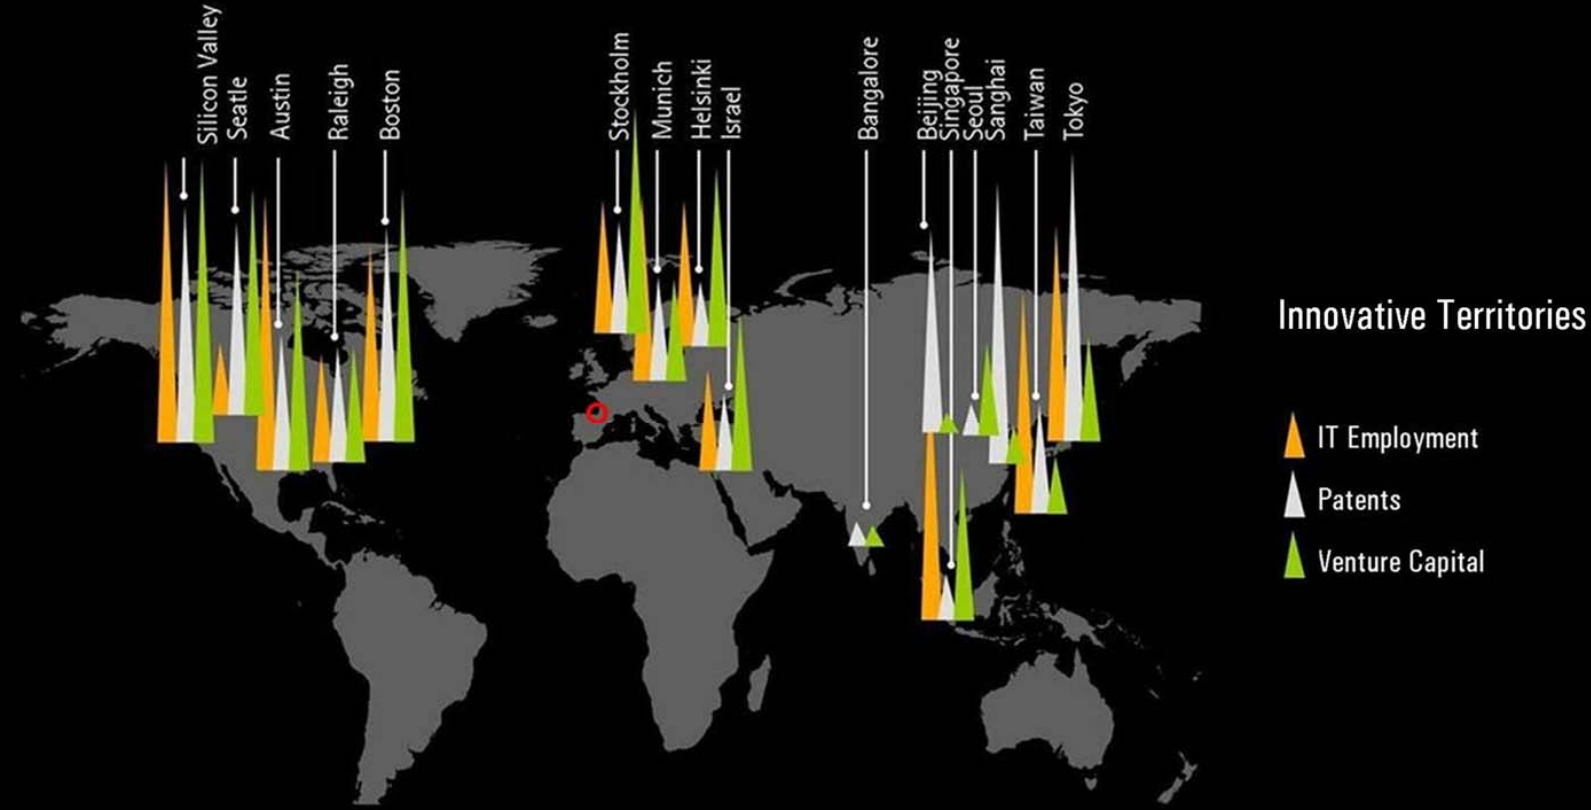 Silicon Valley
Seatle
Austin
Raleigh
Boston
Stockholm
Munich
Helsinki
Israel
Bangalore
Beijing
Singapore
Seoul
Sanghai
Taiwan
Tokyo
Innovative Territories
IT Employment
Patents
Venture Capital